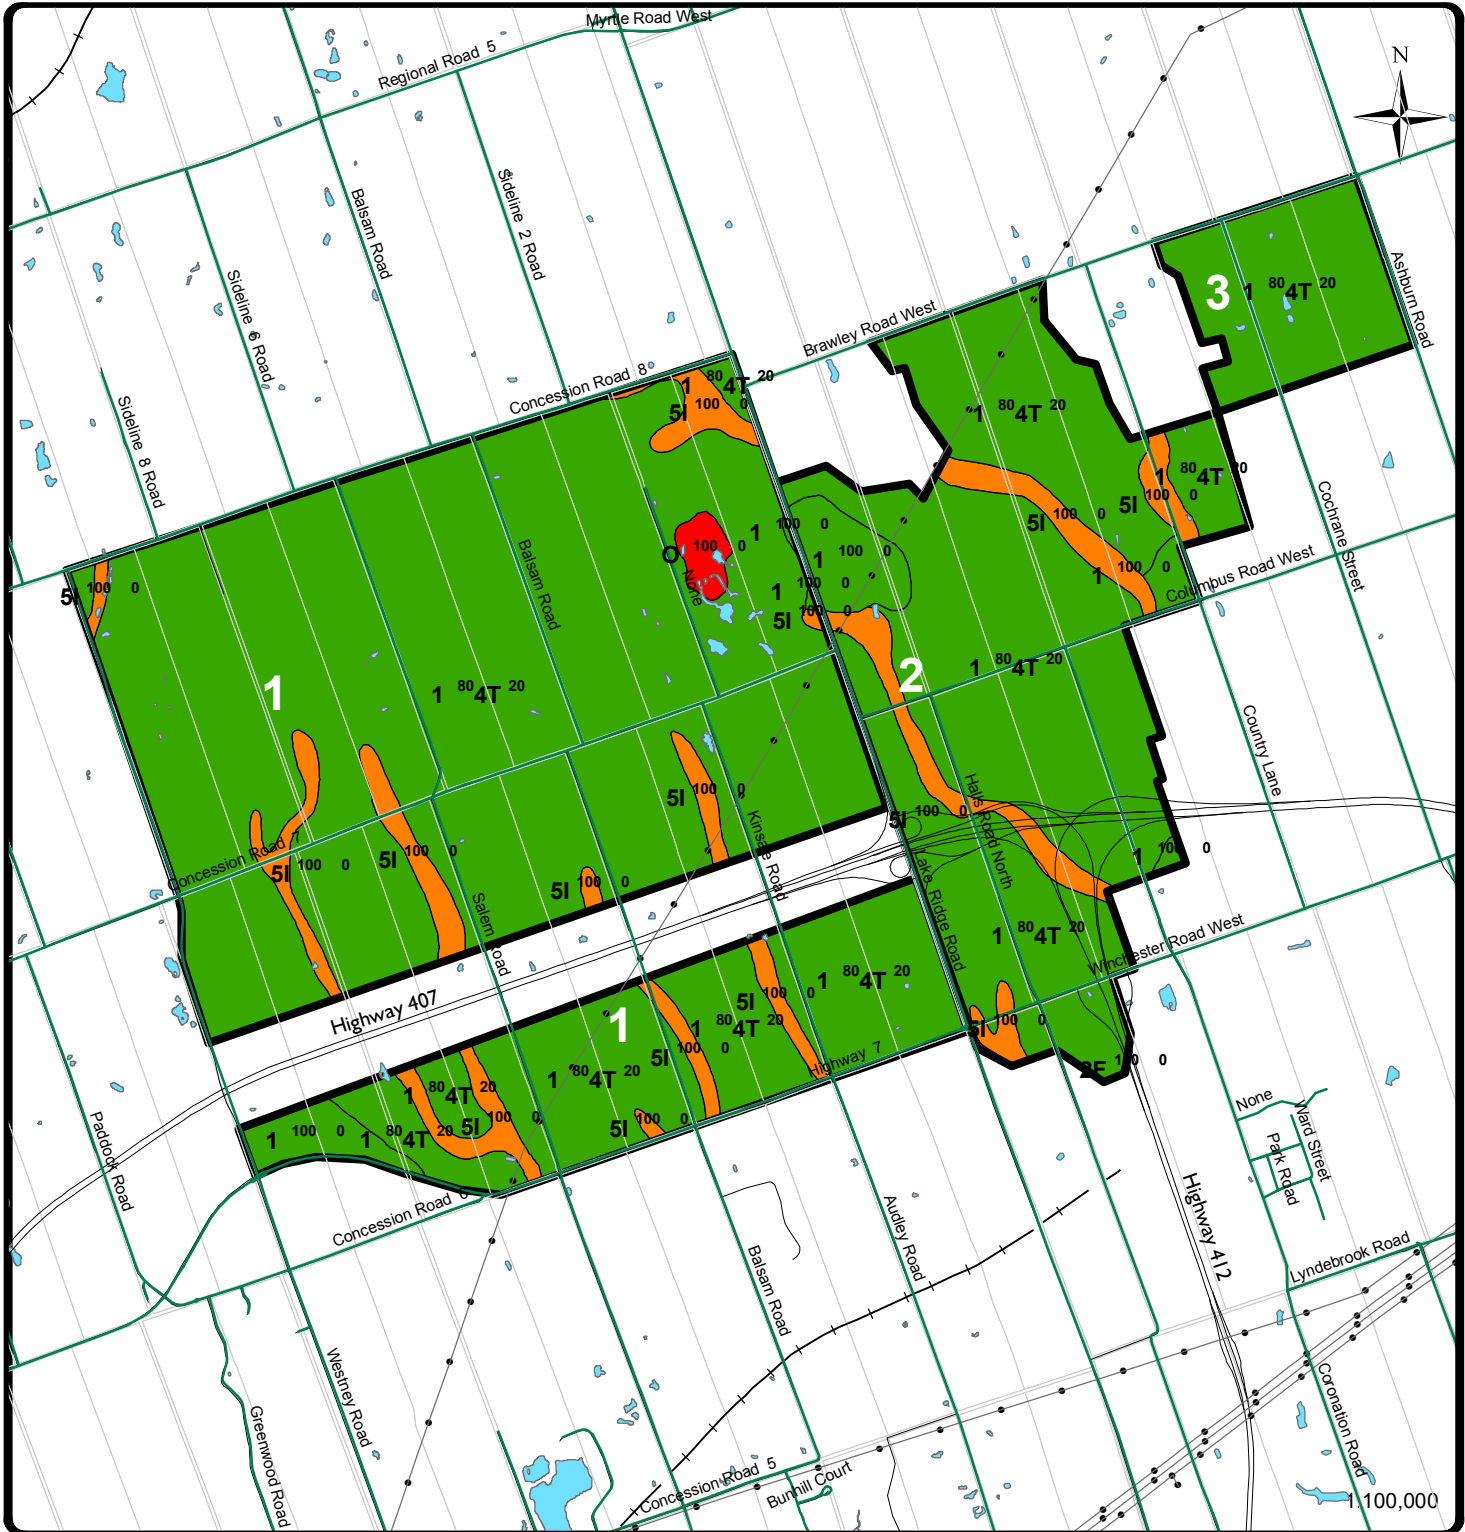 Myrtle Road West
Regional Road 5
N
Sideline 2 Road
Balsam Road
Sideline 6 Road
Sideline 8 Road
Ashburn Road
Brawley Road West
Concession Road 8
3
1 80 4T 20
1 80 4T 20
5I 100 0
1 80 4T 20
1 80 4T 20
5I 100 0
5I 100 0
Cochrane Street
1 100 0
1 100 0
1 100 0
O 100 0
None
Balsam Road
5I 100 0
1 100 0
Columbus Road West
5I 100 0
1
1 80 4T 20
2
1 80 4T 20
Country Lane
5I 100 0
Kinsale Road
Halls Road North
5I 100 0
Concession Road 7
5I 100 0
5I 100 0
5I 100 0
1 100 0
Salem Road
Lake Ridge Road
1 80 4T 20
Winchester Road West
Highway 407
1 80 4T 20
5I 100 0
1
1 80 4T 20
5I 100 0
5I 100 0
Highway 7
2E 100 0
1 80 4T 20
1 80 4T 20
5I 100 0
5I 100 0
1 100 0
1 80 4T 20
Paddock Road
None
Ward Street
Park Road
Concession Road 6
Highway 412
Audley Road
Balsam Road
Lyndebrook Road
Westney Road
Greenwood Road
Coronation Road
Concession Road 5
Bunhill Court
1:100,000